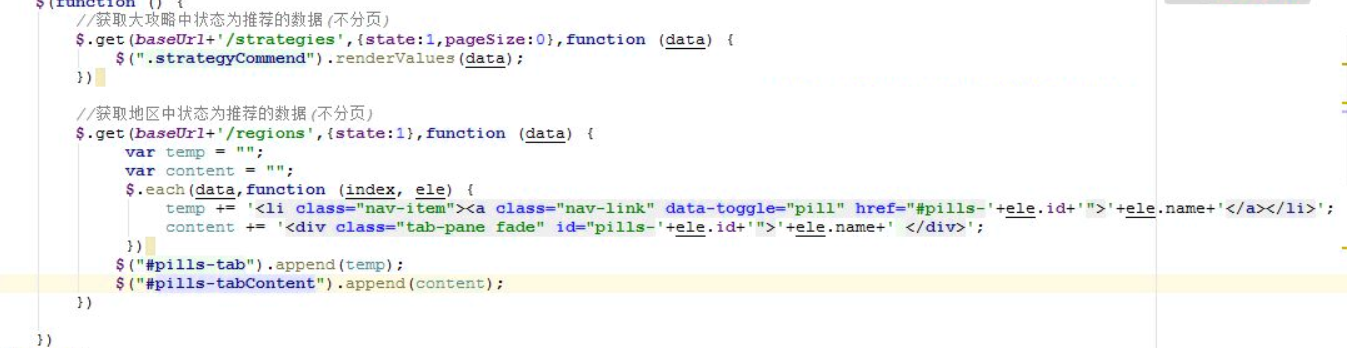 $(function () {
//获取大攻略中状态为推荐的数据(不分页)
$.get(baseUrl+'/strategies',{state:1,pageSize:0},function (data) {
$(".strategyCommend").renderValues(data);
})
//获取地区中状态为推荐的数据(不分页)
$.get(baseUrl+'/regions',{state:1},function (data) {
var temp = "";
var content = "";
$.each(data,function (index, ele) {
temp += '<li class="nav-item"><a class="nav-link" data-toggle="pill" href="#pills-'+ele.id+'">'+ele.name+'</a></li>';
content += '<div class="tab-pane fade" id="pills-'+ele.id+'">'+ele.name+' </div>';
})
$("#pills-tab").append(temp);
$("#pills-tabContent").append(content);
})
})